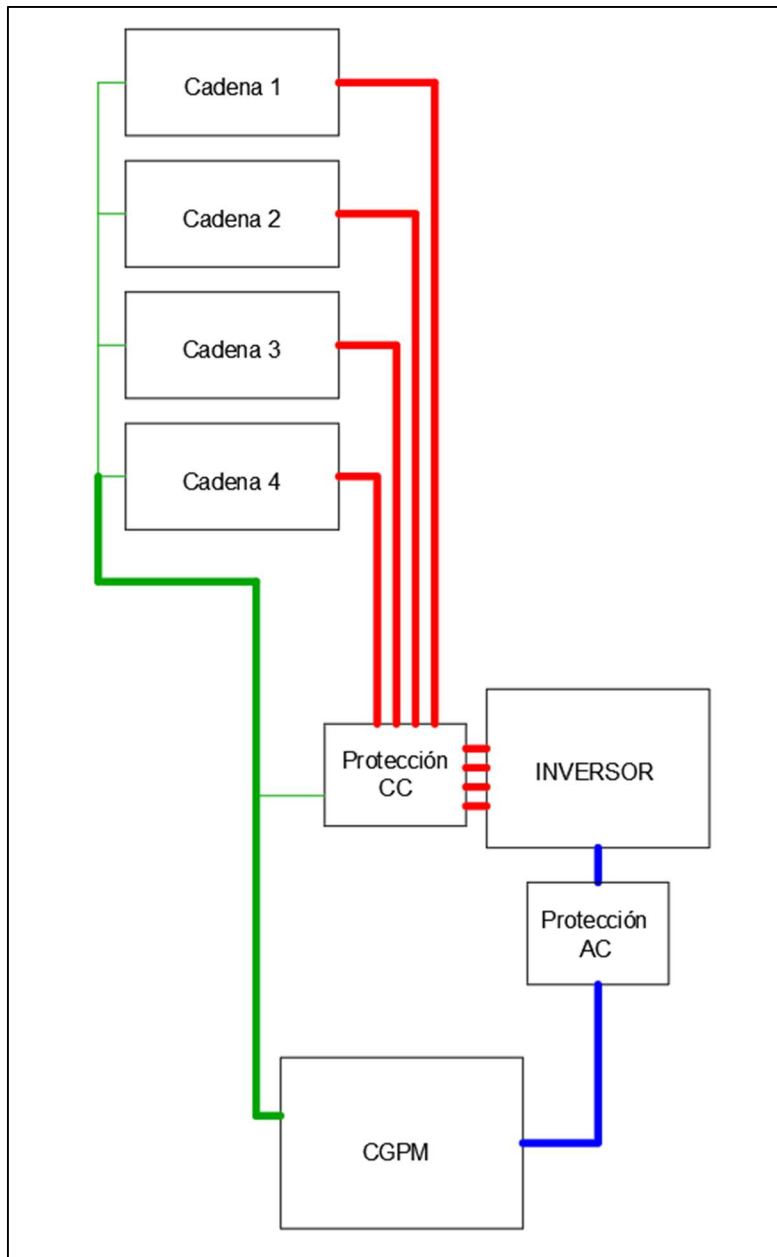 Cadena 1
Cadena 2
Cadena 3
Cadena 4
Protección
CC
INVERSOR
Protección
AC
CGPM